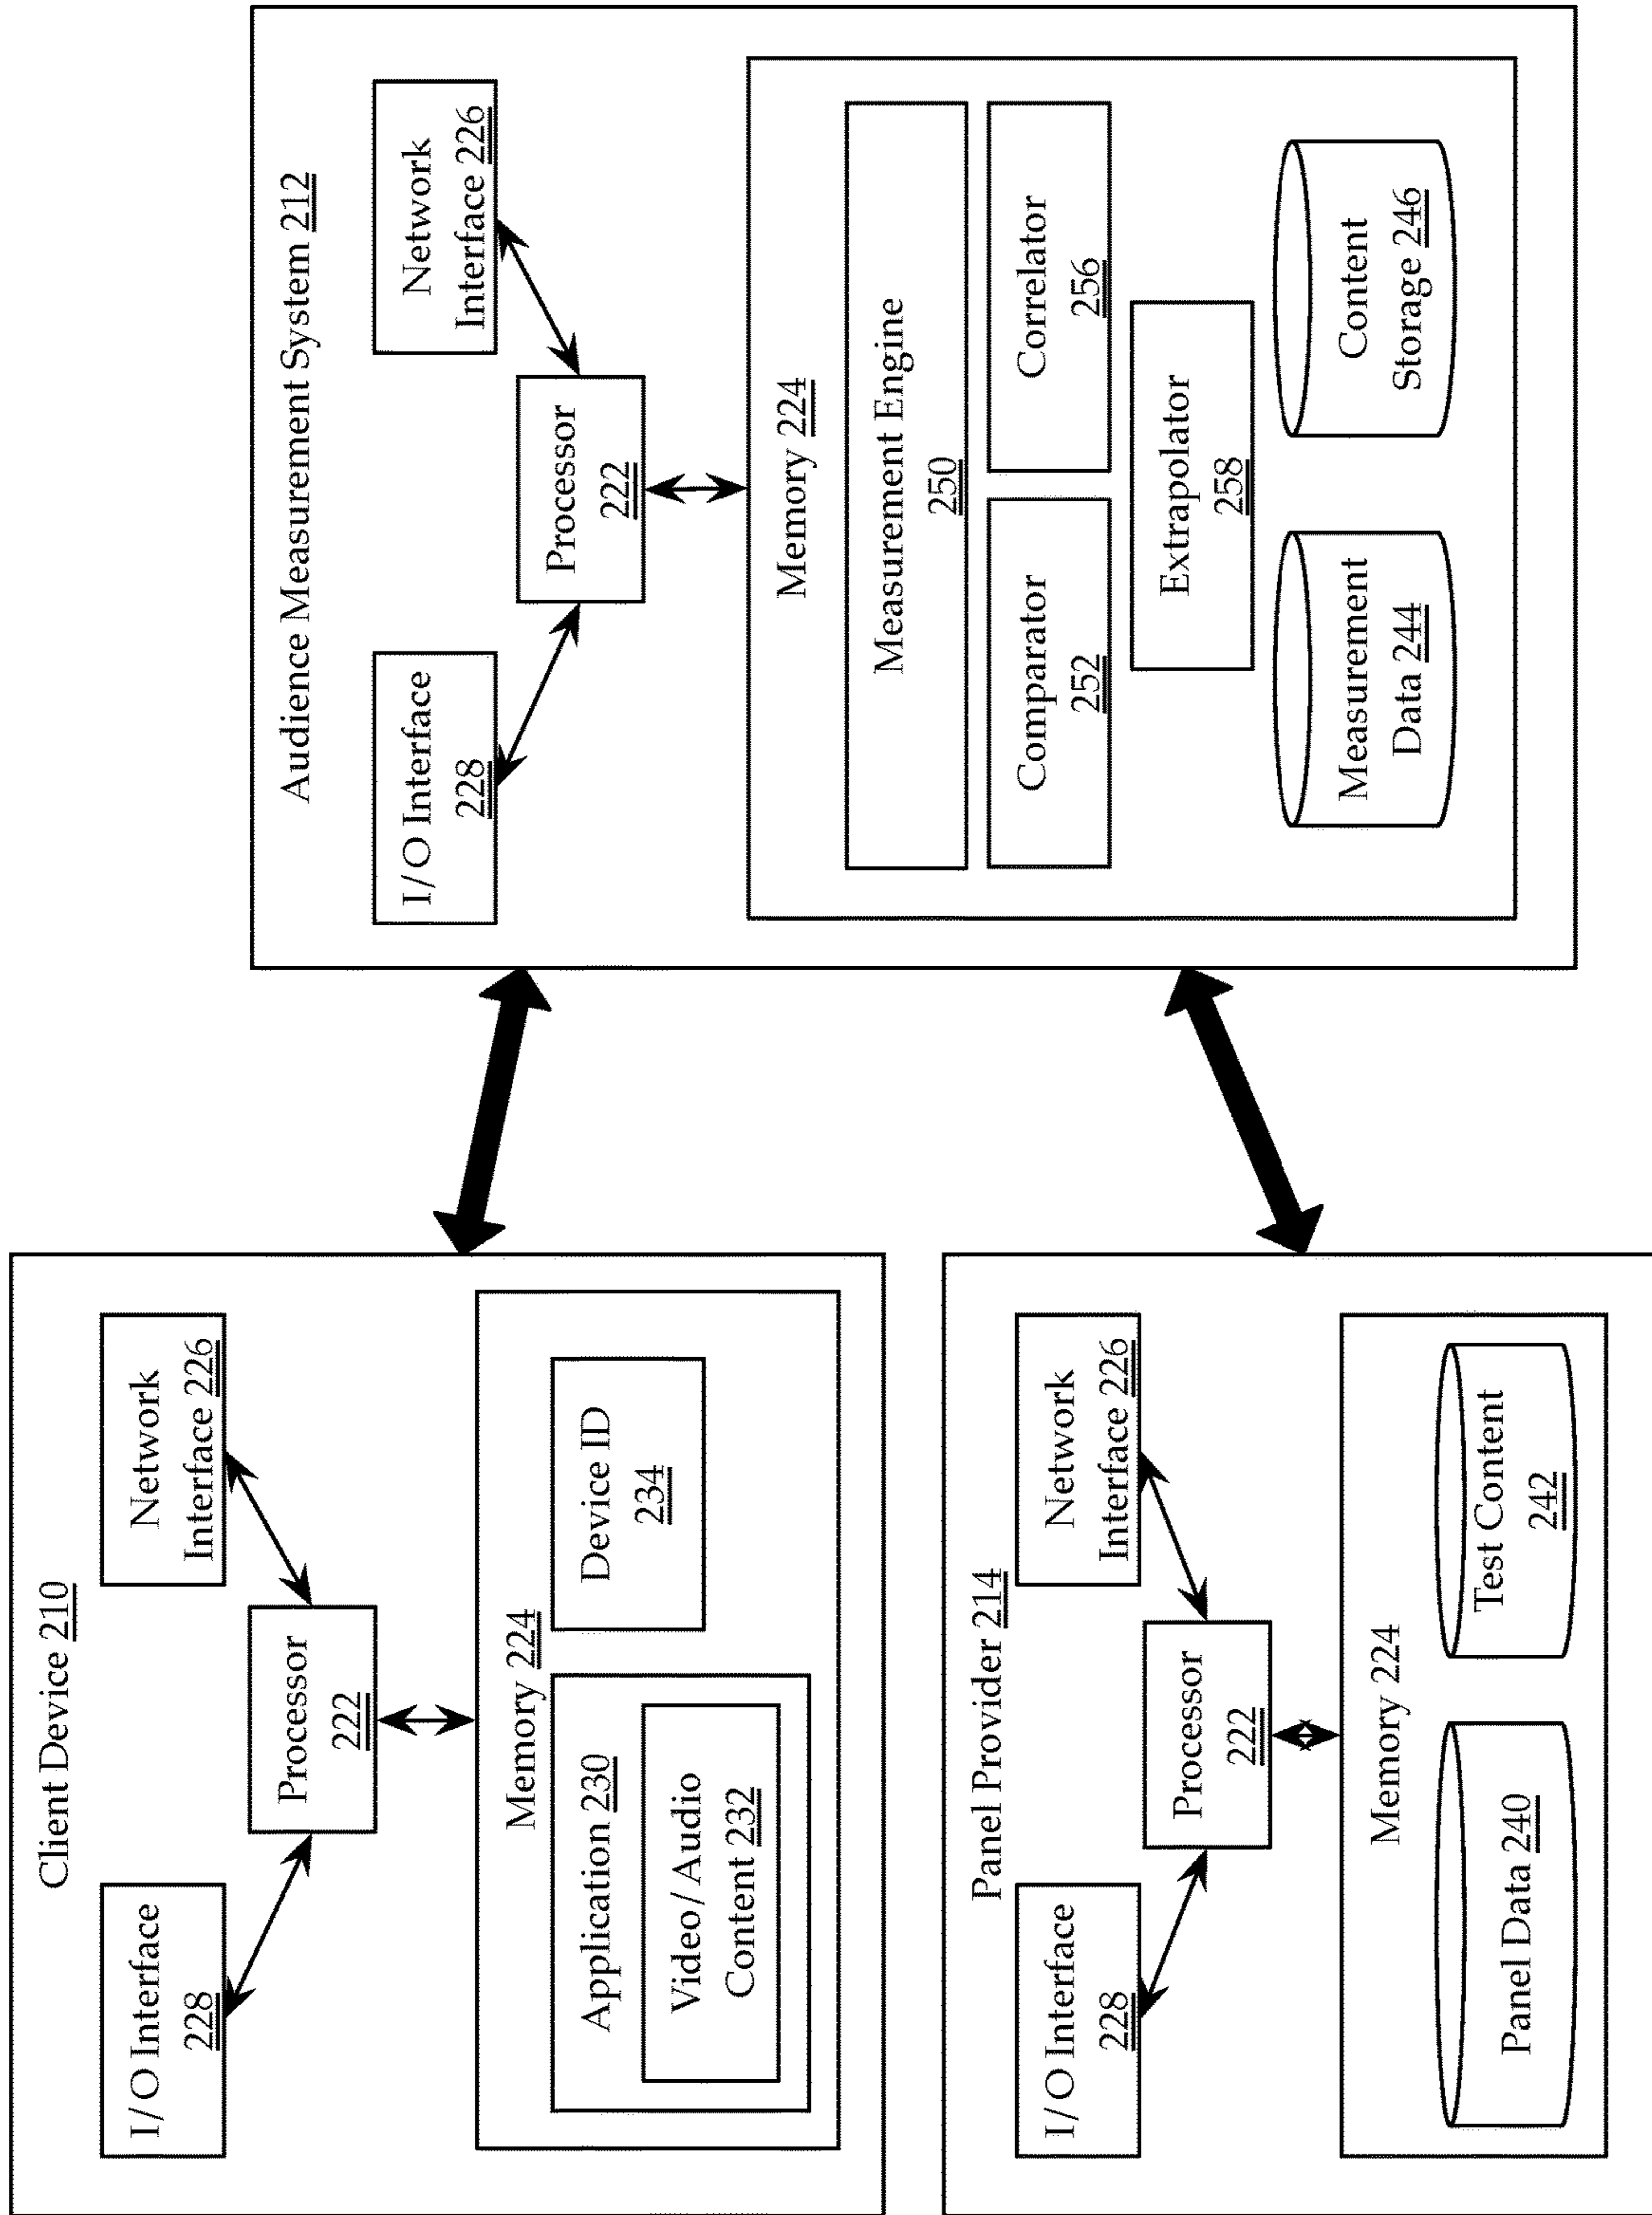 Client Device 210
I/O Interface
228
Network
Interface 226
Processor
222
Memory 224
Application 230
Video/Audio
Content 232
Device ID
234
Panel Provider 214
I/O Interface
228
Network
Interface 226
Processor
222
Memory 224
Panel Data 240
Test Content
242
Audience Measurement System 212
I/O Interface
228
Network
Interface 226
Processor
222
Memory 224
Measurement Engine
250
Comparator
252
Correlator
256
Extrapolator
258
Measurement
Data 244
Content
Storage 246